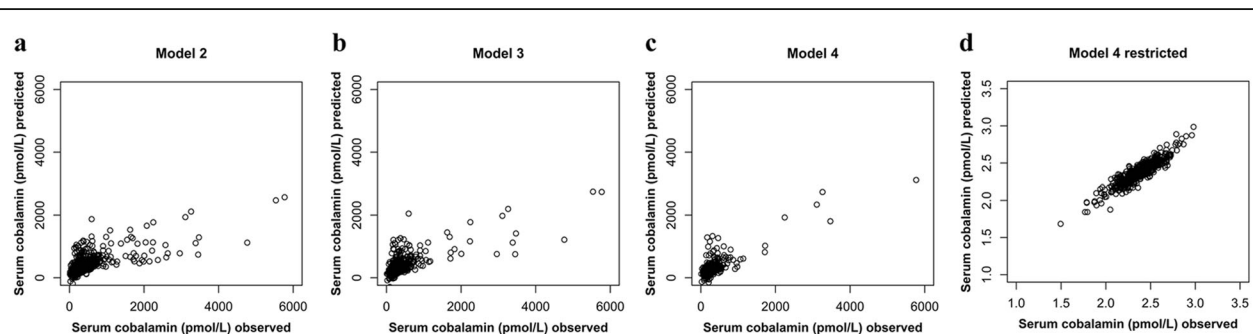 a
Model 2
Serum cobalamin (pmol/L) predicted
6000
4000
2000
0
0 2000 4000 6000
Serum cobalamin (pmol/L) observed
b
Model 3
Serum cobalamin (pmol/L) predicted
6000
4000
2000
0
0 2000 4000 6000
Serum cobalamin (pmol/L) observed
c
Model 4
Serum cobalamin (pmol/L) predicted
6000
4000
2000
0
0 2000 4000 6000
Serum cobalamin (pmol/L) observed
d
Model 4 restricted
Serum cobalamin (pmol/L) predicted
3.5
3.0
2.5
2.0
1.5
1.0
1.0 1.5 2.0 2.5 3.0 3.5
Serum cobalamin (pmol/L) observed